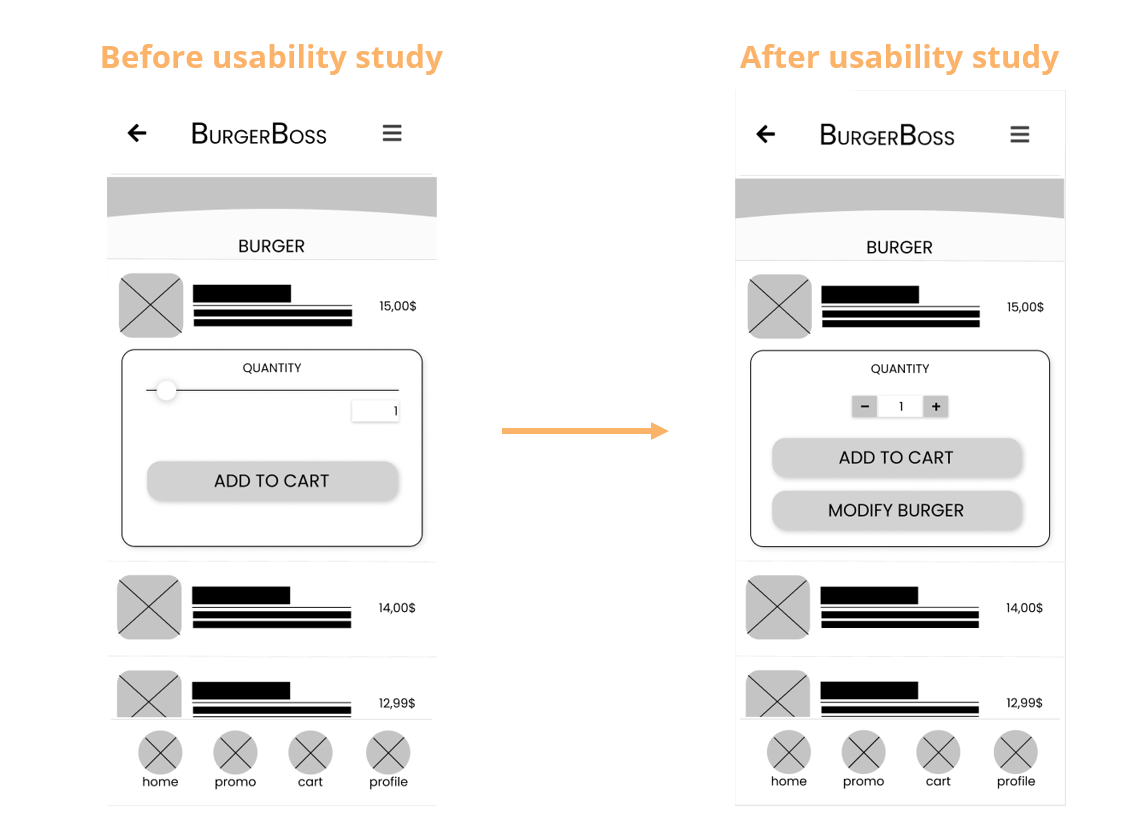 Before usability study
After usability study
BURGERBOSS
BURGER
15,00$
QUANTITY
1
ADD TO CART
14,00$
12,99$
home promo cart profile
BURGERBOSS
BURGER
15,00$
QUANTITY
− 1 +
ADD TO CART
MODIFY BURGER
14,00$
12,99$
home promo cart profile